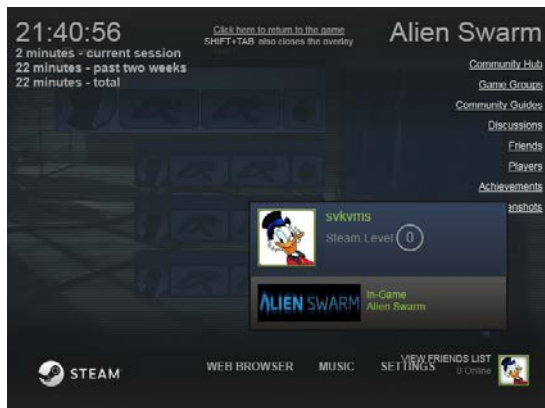 21:40:56
2 minutes - current session
22 minutes - past two weeks
22 minutes - total
Click here to return to the game
SHIFT+TAB also closes the overlay
Alien Swarm
Community Hub
Game Groups
Community Guides
Discussions
Friends
Players
Achievements
enshots
svkvms
Steam Level 0
ALIEN SWARM
In-Game
Alien Swarm
STEAM
WEB BROWSER
MUSIC
SETTINGS
VIEW FRIENDS LIST
0 Online